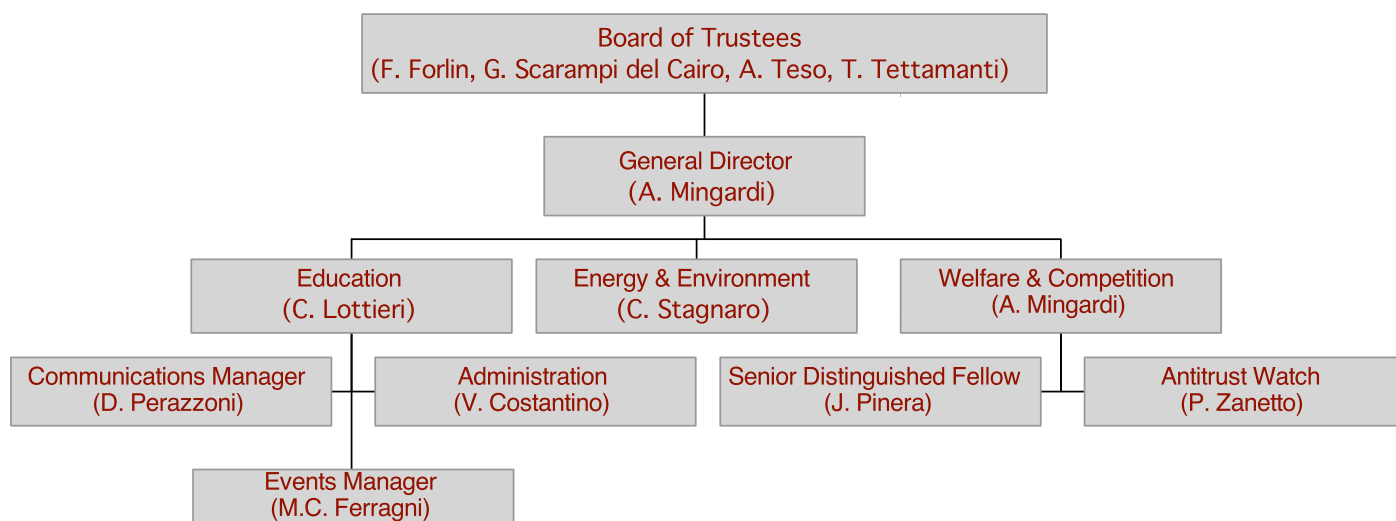 Board of Trustees
(F. Forlin, G. Scarampi del Cairo, A. Teso, T. Tettamanti)
General Director
(A. Mingardi)
Education
(C. Lottieri)
Energy & Environment
(C. Stagnaro)
Welfare & Competition
(A. Mingardi)
Communications Manager
(D. Perazzoni)
Administration
(V. Costantino)
Senior Distinguished Fellow
(J. Pinera)
Antitrust Watch
(P. Zanetto)
Events Manager
(M.C. Ferragni)